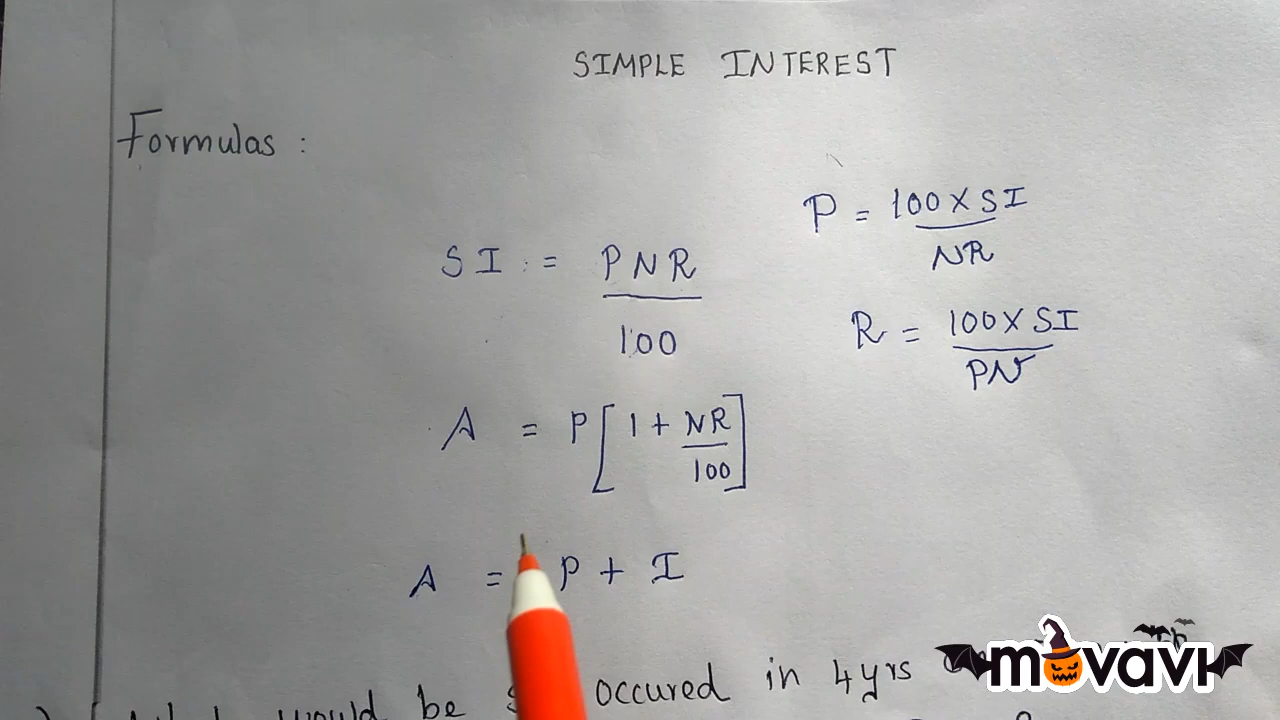 SIMPLE INTEREST
Formulas :
SI := PNR
100
P = 100 X SI
NR
R = 100 X SI
PN
A = P[1 + NR/100]
A = P + I
would be occured in 4yrs
movavi